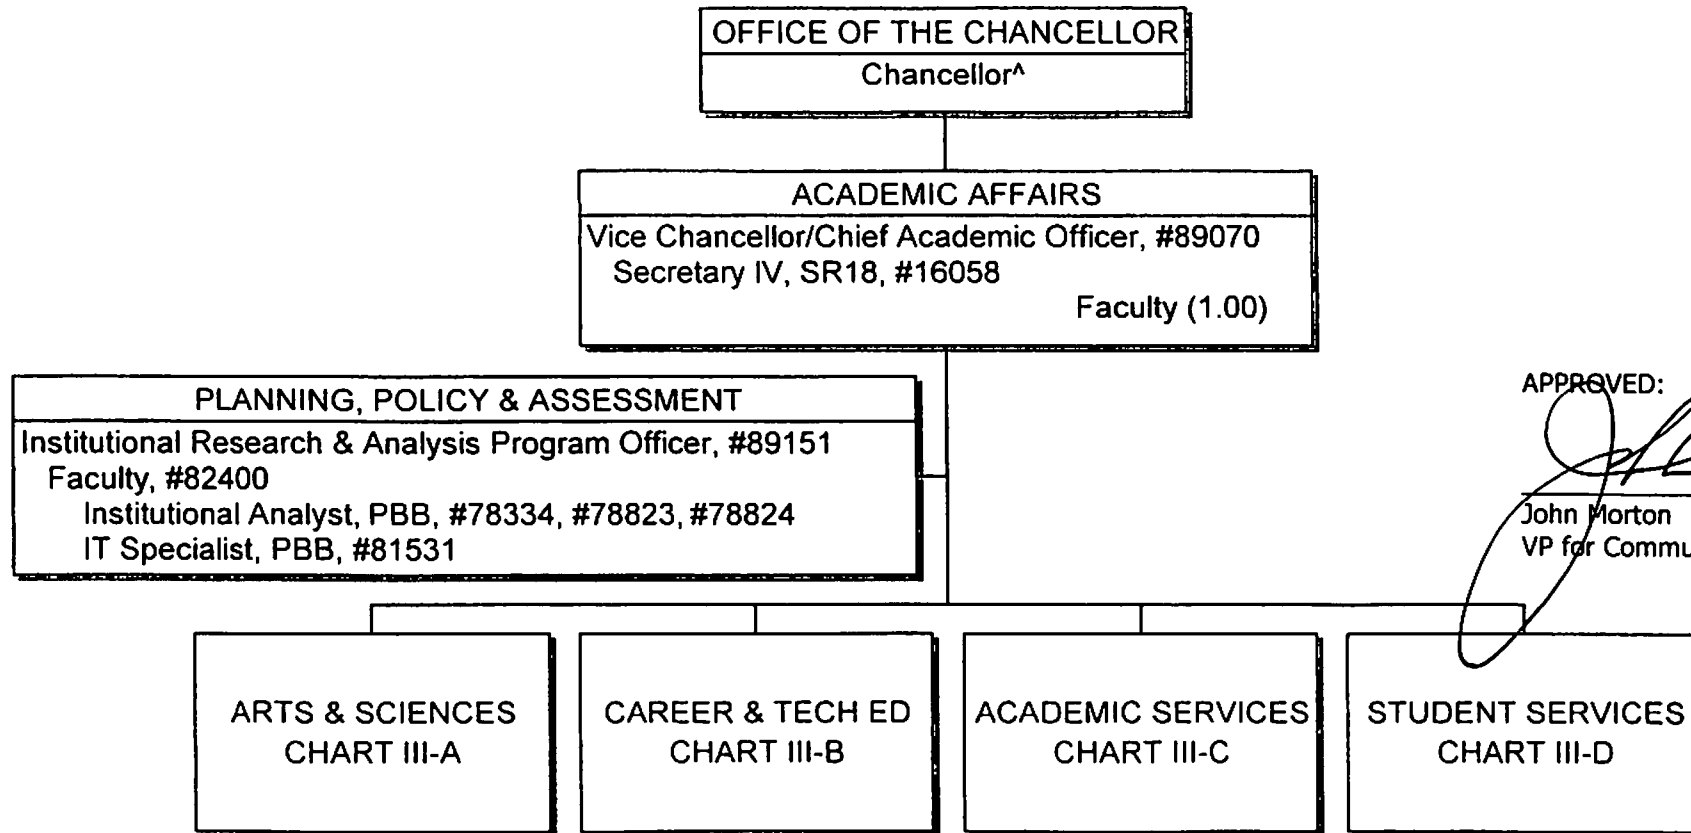 OFFICE OF THE CHANCELLOR
Chancellor^
ACADEMIC AFFAIRS
Vice Chancellor/Chief Academic Officer, #89070
Secretary IV, SR18, #16058
Faculty (1.00)
PLANNING, POLICY & ASSESSMENT
Institutional Research & Analysis Program Officer, #89151
Faculty, #82400
Institutional Analyst, PBB, #78334, #78823, #78824
IT Specialist, PBB, #81531
APPROVED:
John Morton
VP for Commu
ARTS & SCIENCES
CHART III-A
CAREER & TECH ED
CHART III-B
ACADEMIC SERVICES
CHART III-C
STUDENT SERVICES
CHART III-D